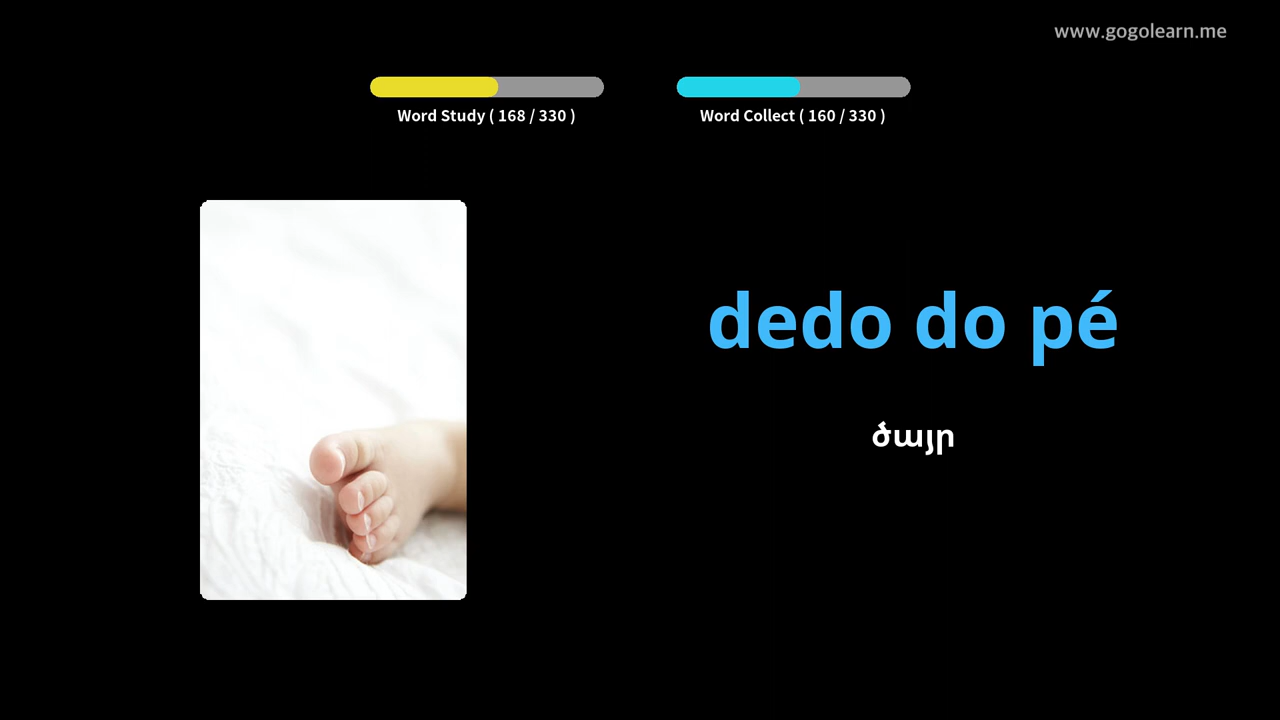 www.gogolearn.me
Word Study ( 168 / 330 )
Word Collect ( 160 / 330 )
dedo do pé
ծայր